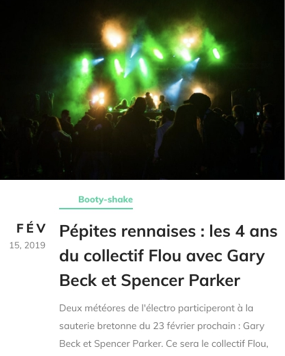 Booty-shake
FÉV
15, 2019
Pépites rennaises : les 4 ans
du collectif Flou avec Gary
Beck et Spencer Parker
Deux météores de l'électro participeront à la
sauterie bretonne du 23 février prochain : Gary
Beck et Spencer Parker. Ce sera le collectif Flou,